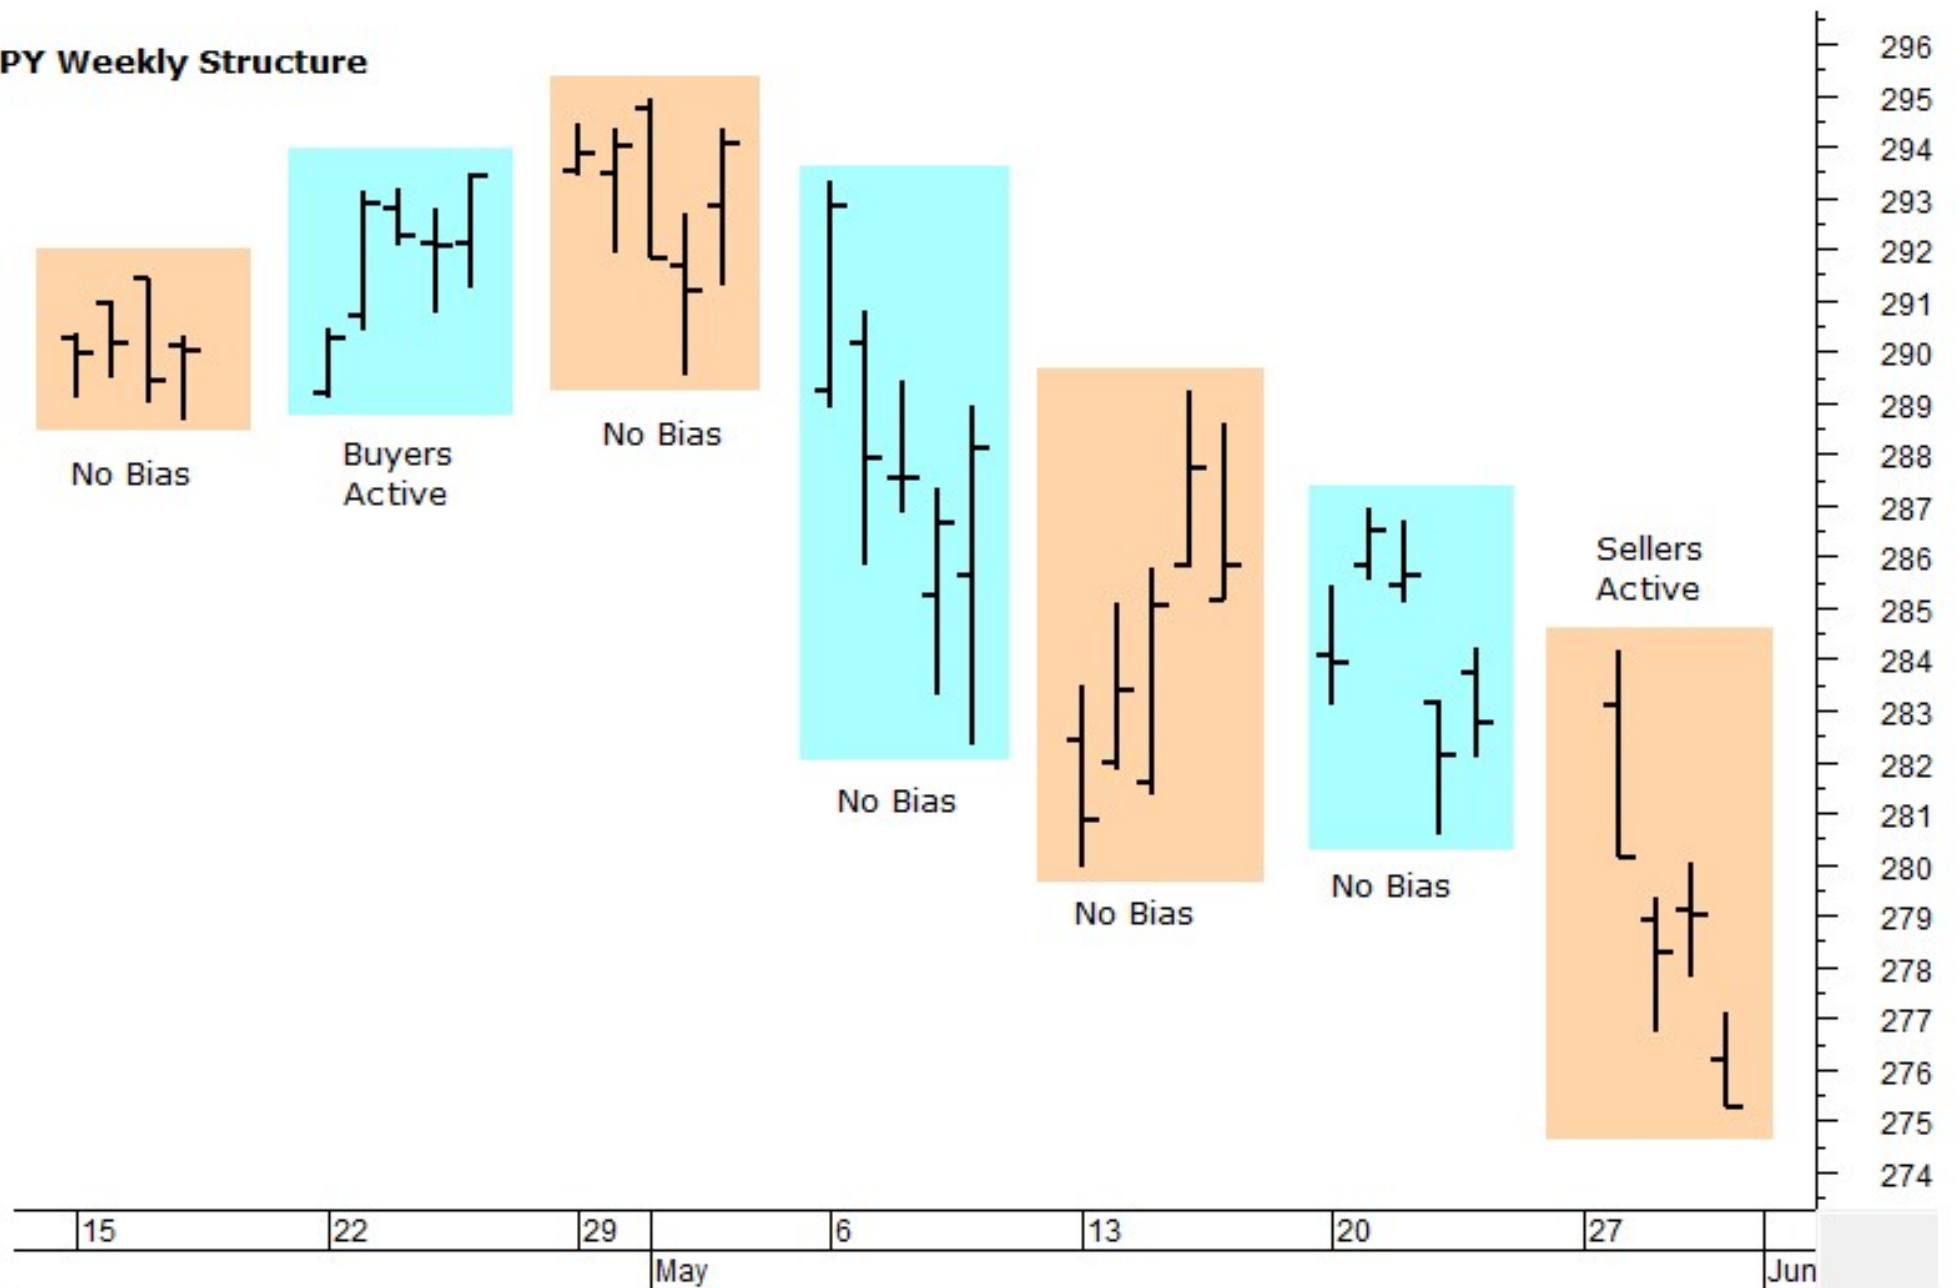 PY Weekly Structure
No Bias
Buyers
Active
No Bias
No Bias
No Bias
No Bias
Sellers
Active
296
295
294
293
292
291
290
289
288
287
286
285
284
283
282
281
280
279
278
277
276
275
274
15 22 29 6 13 20 27
May Jun